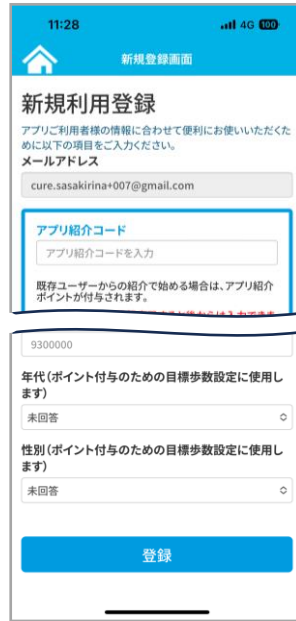 11:28
4G 100
新規登録画面
新規利用登録
アプリご利用者様の情報に合わせて便利にお使いいただくた
めに以下の項目をご入力ください。
メールアドレス
cure.sasakirina+007@gmail.com
アプリ紹介コード
アプリ紹介コードを入力
既存ユーザーからの紹介で始める場合は、アプリ紹介
ポイントが付与されます。
9300000
年代(ポイント付与のための目標歩数設定に使用し
ます)
未回答
性別(ポイント付与のための目標歩数設定に使用し
ます)
未回答
登録